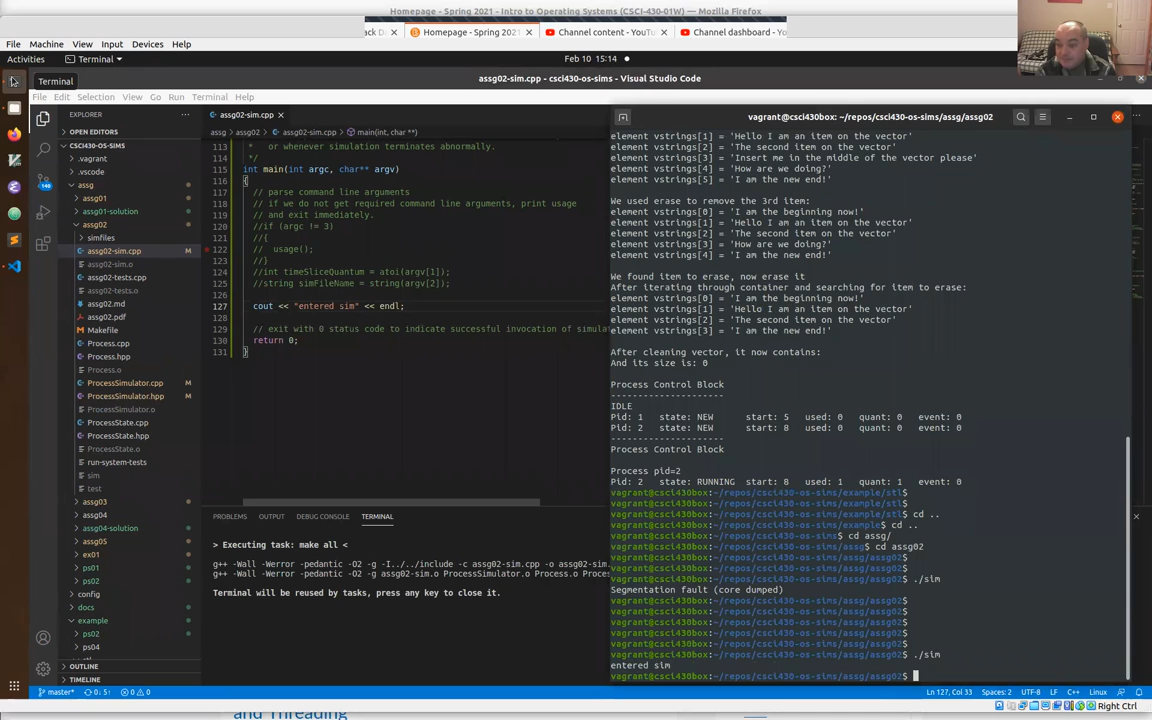 Homepage - Spring 2021 - Intro to Operating Systems (CSCI-430-01W) — Mozilla Firefox
ack D
Homepage - Spring 202
Channel content - YouTu
Channel dashboard - You
File Machine View Input Devices Help
Activities Terminal Feb 10 15:14
Terminal
assg02-sim.cpp - csci430-os-sims - Visual Studio Code
File Edit Selection View Go Run Terminal Help
EXPLORER
OPEN EDITORS
CSCI430-OS-SIMS
.vagrant
.vscode
assg
assg01
assg01-solution
assg02
simfiles
assg02-sim.cpp M
assg02-sim.o
assg02-tests.cpp
assg02-tests.o
assg02.md
assg02.pdf
Makefile
Process.cpp
Process.hpp
Process.o
ProcessSimulator.cpp M
ProcessSimulator.hpp M
ProcessSimulator.o
ProcessState.cpp
ProcessState.hpp
ProcessState.o
run-system-tests
sim
test
assg03
assg04
assg04-solution
assg05
ex01
ps01
ps02
config
docs
example
ps02
ps04
OUTLINE
TIMELINE
140
assg02-sim.cpp
assg > assg02 > assg02-sim.cpp > main(int, char **)
113 * or whenever simulation terminates abnormally.
114 */
115 int main(int argc, char** argv)
116 {
117 // parse command line arguments
118 // if we do not get required command line arguments, print usage
119 // and exit immediately.
120 //if (argc != 3)
121 //{
122 // usage();
123 //}
124 //int timeSliceQuantum = atoi(argv[1]);
125 //string simFileName = string(argv[2]);
126
127 cout << "entered sim" << endl;
128
129 // exit with 0 status code to indicate successful invocation of simula
130 return 0;
131 }
PROBLEMS OUTPUT DEBUG CONSOLE TERMINAL
> Executing task: make all <
g++ -Wall -Werror -pedantic -O2 -g -I../../include -c assg02-sim.cpp -o assg02-sim.
g++ -Wall -Werror -pedantic -O2 -g assg02-sim.o ProcessSimulator.o Process.o Proces
Terminal will be reused by tasks, press any key to close it.
vagrant@csci430box: ~/repos/csci430-os-sims/assg/assg02
element vstrings[1] = 'Hello I am an item on the vector'
element vstrings[2] = 'The second item on the vector'
element vstrings[3] = 'Insert me in the middle of the vector please'
element vstrings[4] = 'How are we doing?'
element vstrings[5] = 'I am the new end!'
We used erase to remove the 3rd item:
element vstrings[0] = 'I am the beginning now!'
element vstrings[1] = 'Hello I am an item on the vector'
element vstrings[2] = 'The second item on the vector'
element vstrings[3] = 'How are we doing?'
element vstrings[4] = 'I am the new end!'
We found item to erase, now erase it
After iterating through container and searching for item to erase:
element vstrings[0] = 'I am the beginning now!'
element vstrings[1] = 'Hello I am an item on the vector'
element vstrings[2] = 'The second item on the vector'
element vstrings[3] = 'I am the new end!'
After cleaning vector, it now contains:
And its size is: 0
Process Control Block
---------------------
IDLE
Pid: 1 state: NEW start: 5 used: 0 quant: 0 event: 0
Pid: 2 state: NEW start: 8 used: 0 quant: 0 event: 0
---------------------
Process Control Block
Process pid=2
Pid: 2 state: RUNNING start: 8 used: 1 quant: 1 event: 0
vagrant@csci430box:~/repos/csci430-os-sims/example/stl$
vagrant@csci430box:~/repos/csci430-os-sims/example/stl$ cd ..
vagrant@csci430box:~/repos/csci430-os-sims/example$ cd ..
vagrant@csci430box:~/repos/csci430-os-sims$ cd assg/
vagrant@csci430box:~/repos/csci430-os-sims/assg$ cd assg02
vagrant@csci430box:~/repos/csci430-os-sims/assg/assg02$
vagrant@csci430box:~/repos/csci430-os-sims/assg/assg02$
vagrant@csci430box:~/repos/csci430-os-sims/assg/assg02$ ./sim
Segmentation fault (core dumped)
vagrant@csci430box:~/repos/csci430-os-sims/assg/assg02$
vagrant@csci430box:~/repos/csci430-os-sims/assg/assg02$
vagrant@csci430box:~/repos/csci430-os-sims/assg/assg02$
vagrant@csci430box:~/repos/csci430-os-sims/assg/assg02$
vagrant@csci430box:~/repos/csci430-os-sims/assg/assg02$
vagrant@csci430box:~/repos/csci430-os-sims/assg/assg02$ ./sim
entered sim
vagrant@csci430box:~/repos/csci430-os-sims/assg/assg02$
master* 0↓ 5↑ 0 0 Ln 127, Col 33 Spaces: 2 UTF-8 LF C++ Linux
Right Ctrl
and Threading